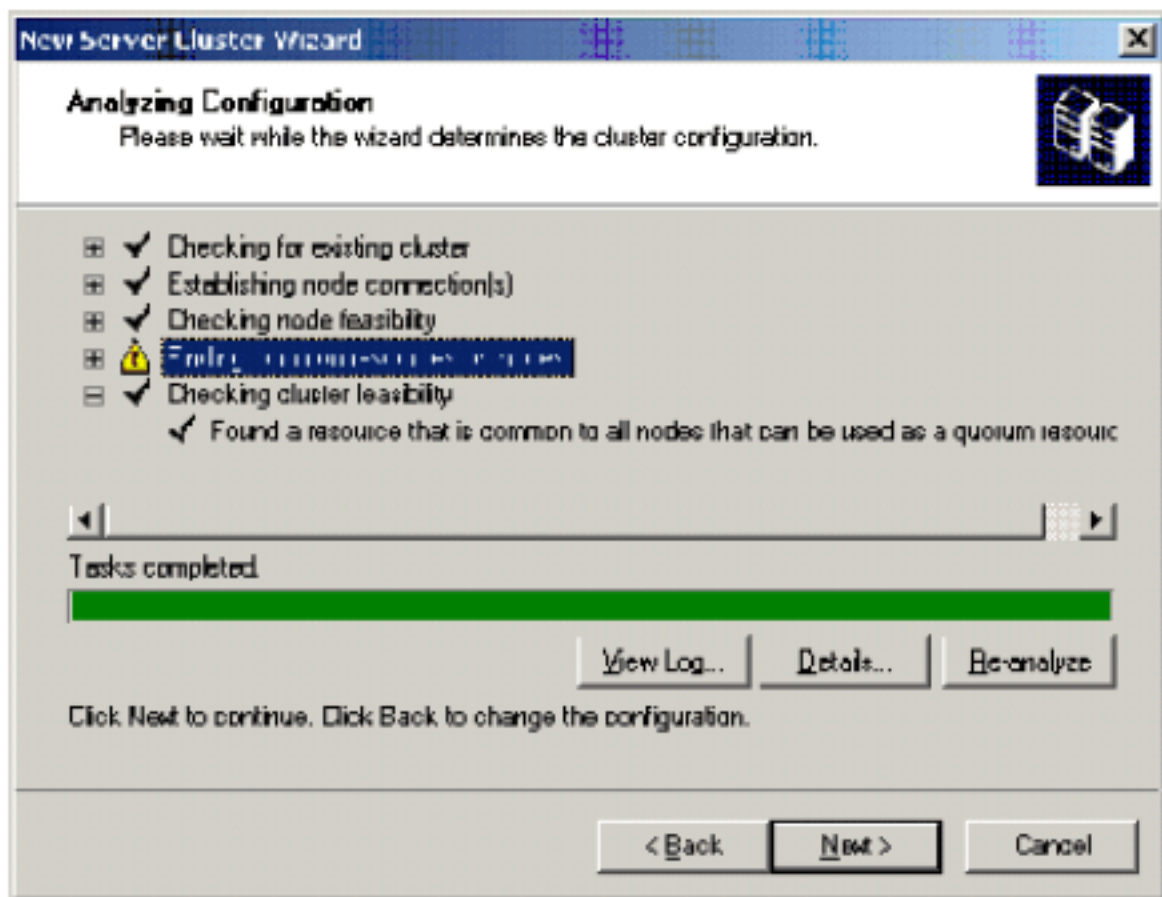 New Server Cluster Wizard
Analyzing Configuration
Please wait while the wizard determines the cluster configuration.
Checking for existing cluster
Establishing node connection(s)
Checking node feasibility
Checking cluster feasibility
Found a resource that is common to all nodes that can be used as a quorum resourc
Tasks completed.
View Log... Details... Re-analyze
Click Next to continue. Click Back to change the configuration.
< Back Next > Cancel